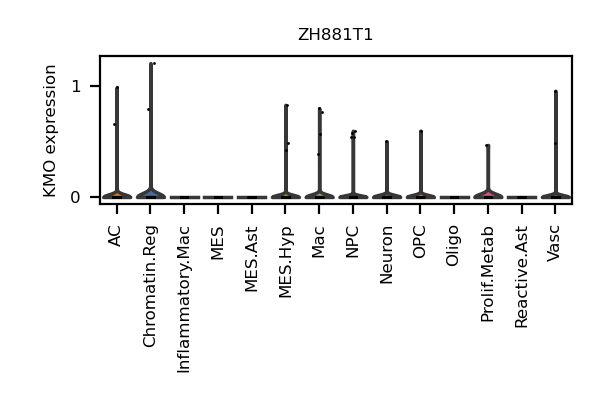 ZH881T1
KMO expression
1
0
AC
Chromatin.Reg
Inflammatory.Mac
MES
MES.Ast
MES.Hyp
Mac
NPC
Neuron
OPC
Oligo
Prolif.Metab
Reactive.Ast
Vasc